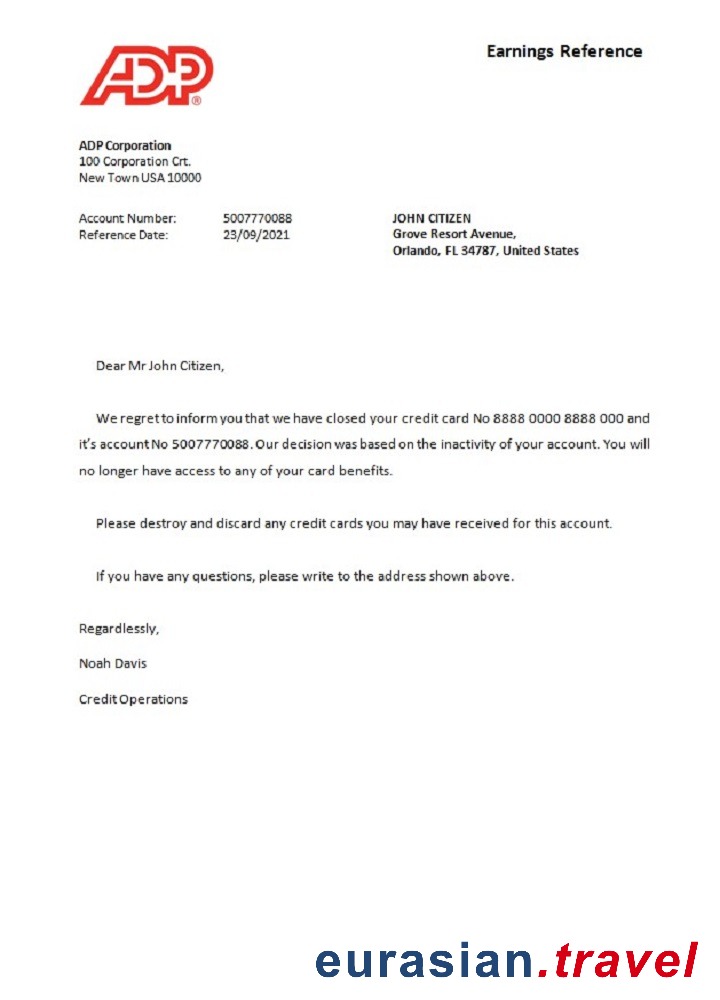 ADP®
Earnings Reference
ADP Corporation
100 Corporation Crt.
New Town USA 10000
Account Number: 5007770088
Reference Date: 23/09/2021
JOHN CITIZEN
Grove Resort Avenue,
Orlando, FL 34787, United States
Dear Mr John Citizen,
We regret to inform you that we have closed your credit card No 8888 0000 8888 000 and
it's account No 5007770088. Our decision was based on the inactivity of your account. You will
no longer have access to any of your card benefits.
Please destroy and discard any credit cards you may have received for this account.
If you have any questions, please write to the address shown above.
Regardlessly,
Noah Davis
Credit Operations
eurasian.travel